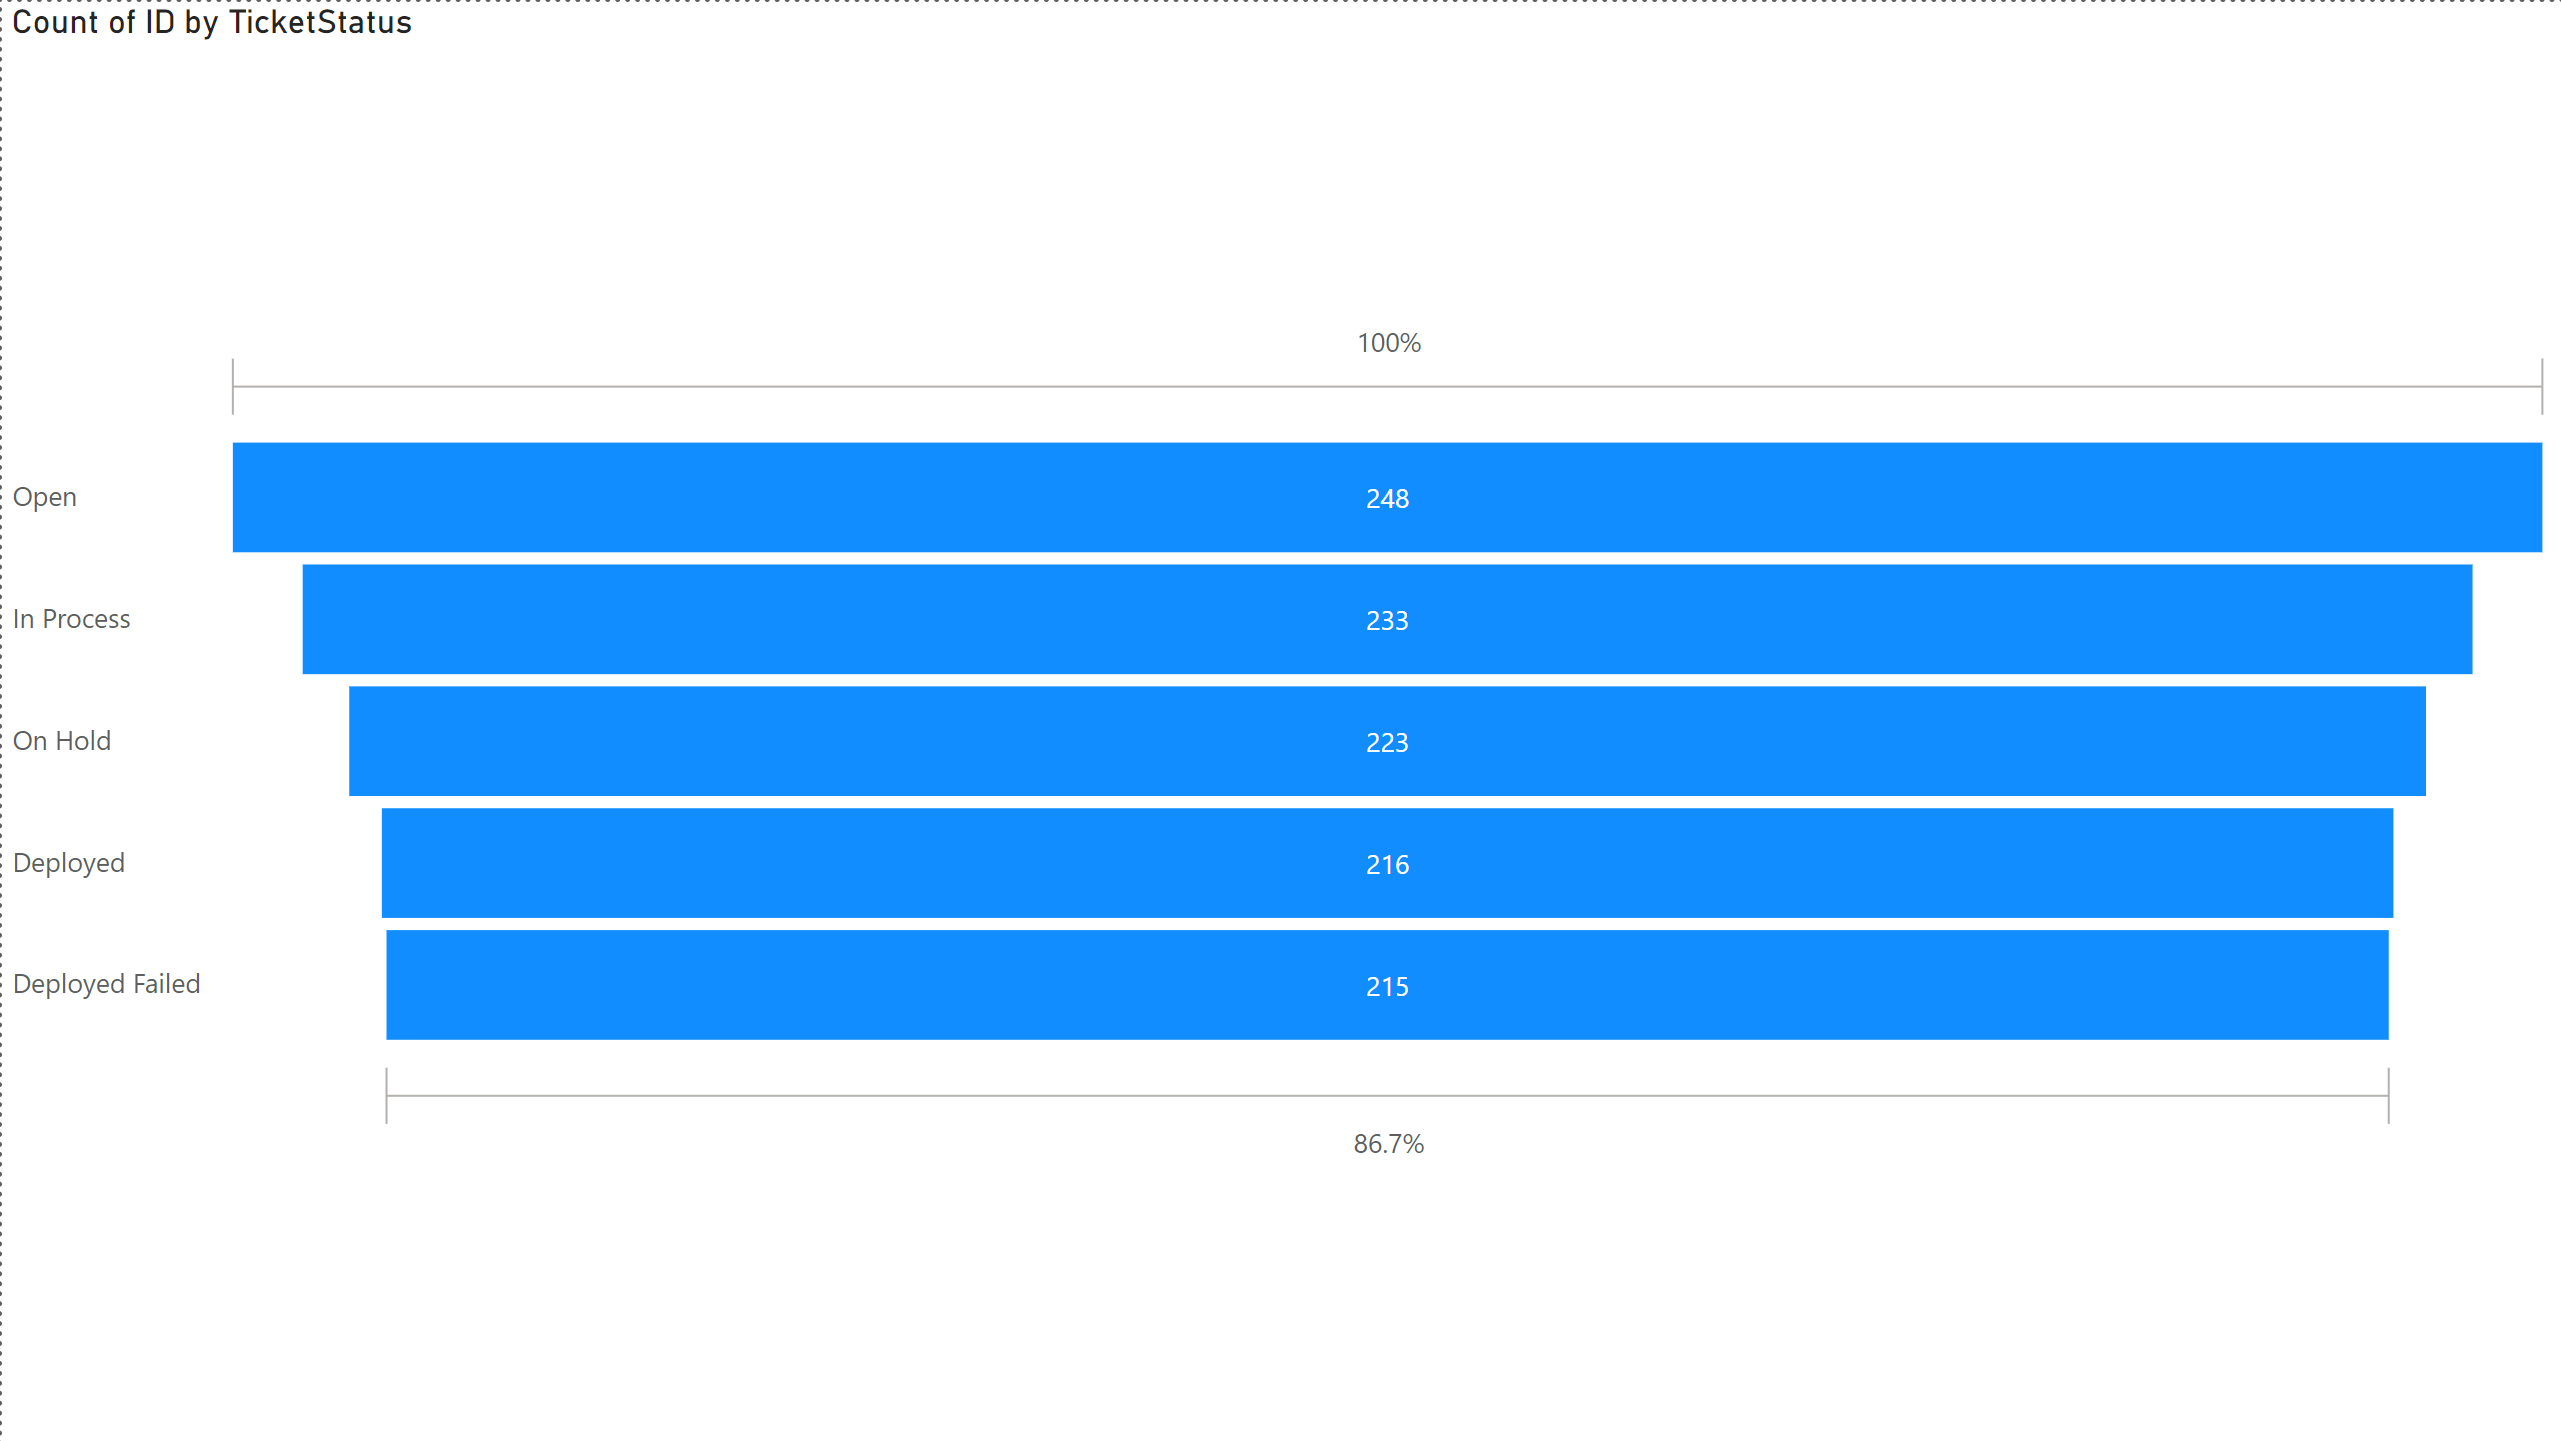 Count of ID by TicketStatus
100%
Open 248
In Process 233
On Hold 223
Deployed 216
Deployed Failed 215
86.7%